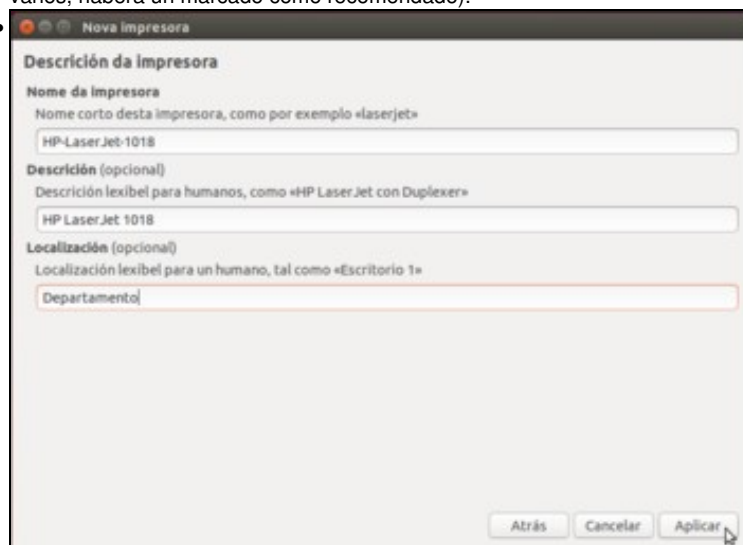 varios, haberá un marcado como recomendado).
Nova impresora
Descrición da impresora
Nome da impresora
Nome corto desta impresora, como por exemplo «laserjet»
HP-LaserJet-1018
Descrición (opcional)
Descrición lexíbel para humanos, como «HP LaserJet con Duplexer»
HP LaserJet 1018
Localización (opcional)
Localización lexíbel para un humano, tal como «Escritorio 1»
Departamento
Atrás Cancelar Aplicar